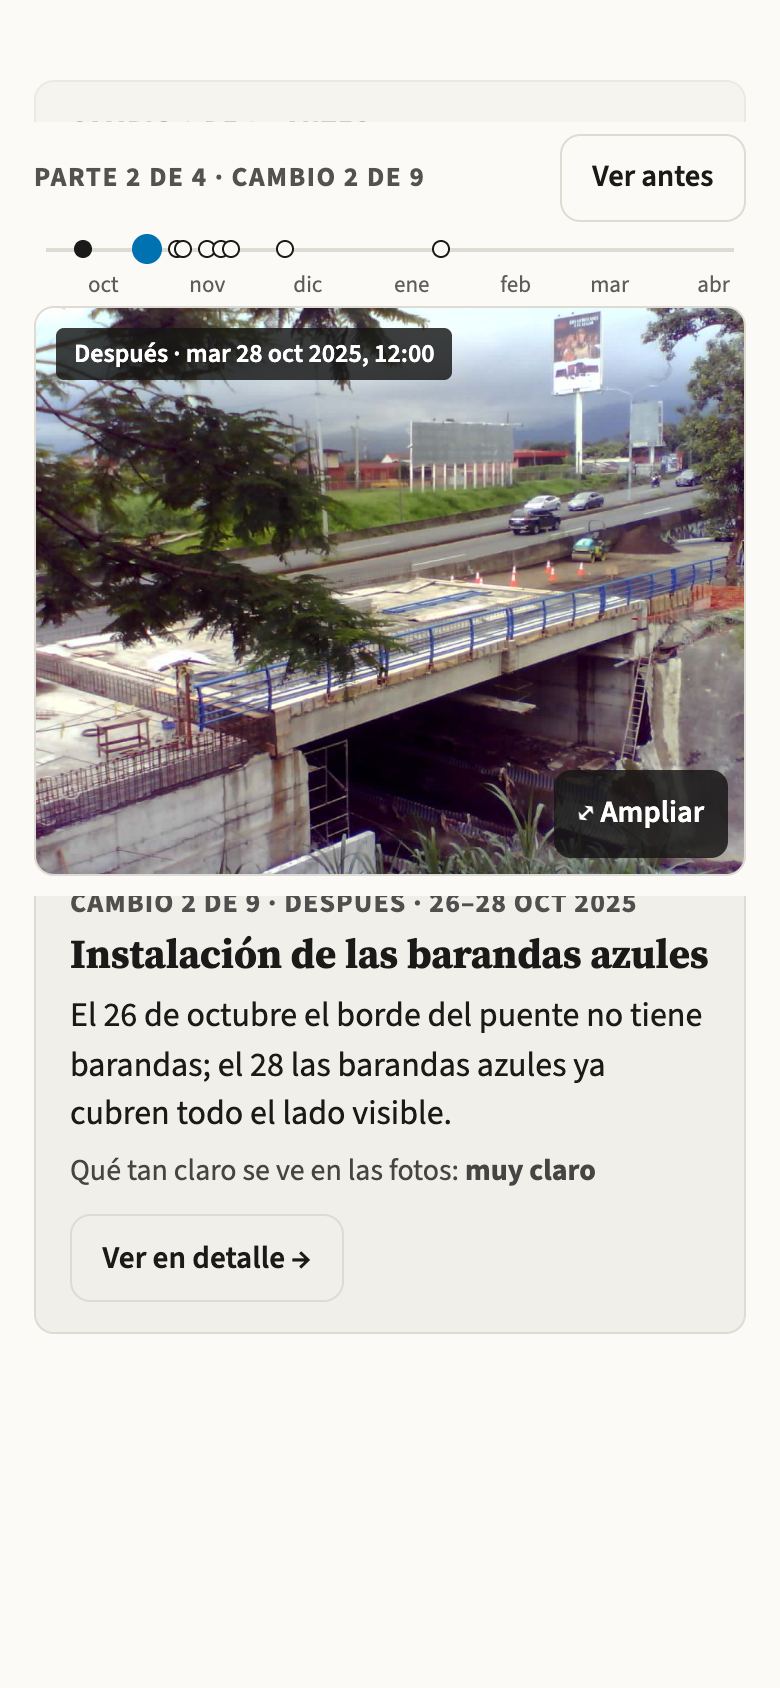 PARTE 2 DE 4 · CAMBIO 2 DE 9
Ver antes
oct nov dic ene feb mar abr
Después · mar 28 oct 2025, 12:00
⤢ Ampliar
CAMBIO 2 DE 9 · DESPUÉS · 26–28 OCT 2025
Instalación de las barandas azules
El 26 de octubre el borde del puente no tiene
barandas; el 28 las barandas azules ya
cubren todo el lado visible.
Qué tan claro se ve en las fotos: muy claro
Ver en detalle →